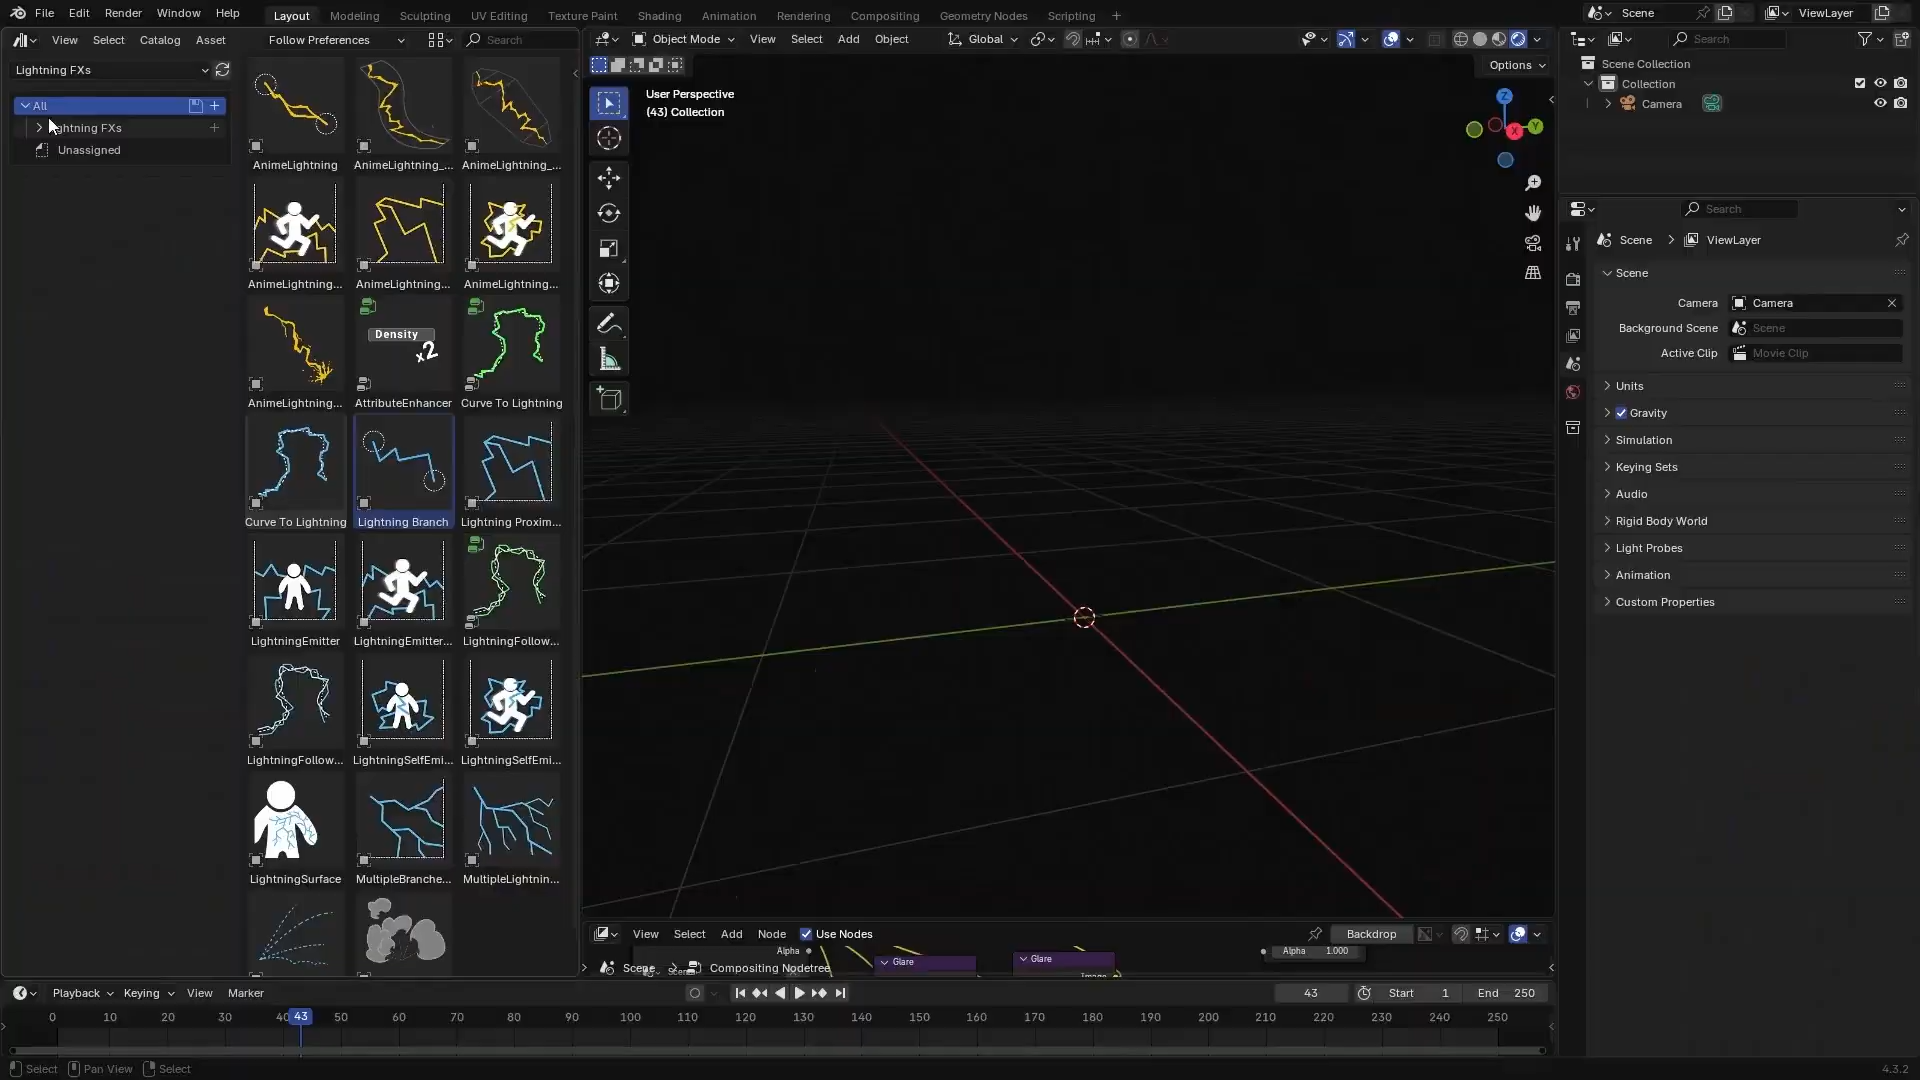 File Edit Render Window Help Layout Modeling Sculpting UV Editing Texture Paint Shading Animation Rendering Compositing Geometry Nodes Scripting + Scene ViewLayer
View Select Catalog Asset Follow Preferences Search
Object Mode View Select Add Object Global
Search
Lightning FXs
Options
All
Lightning FXs
Unassigned
AnimeLightning AnimeLightning_... AnimeLightning_...
AnimeLightning... AnimeLightning... AnimeLightning...
Density
x2
AnimeLightning... AttributeEnhancer Curve To Lightning
Curve To Lightning Lightning Branch Lightning Proxim...
LightningEmitter LightningEmitter... LightningFollow...
LightningFollow... LightningSelfEmi... LightningSelfEmi...
LightningSurface MultipleBranche... MultipleLightnin...
User Perspective
(43) Collection
Z
X
Y
Scene Collection
Collection
Camera
Search
Scene ViewLayer
Scene
Camera Camera
Background Scene Scene
Active Clip Movie Clip
Units
Gravity
Simulation
Keying Sets
Audio
Rigid Body World
Light Probes
Animation
Custom Properties
View Select Add Node Use Nodes Backdrop
Alpha
Alpha 1.000
Glare
Glare
Scene Compositing Nodetree
Image
Playback Keying View Marker 43 Start 1 End 250
0 10 20 30 40 43 50 60 70 80 90 100 110 120 130 140 150 160 170 180 190 200 210 220 230 240 250
Select Pan View Select 4.3.2